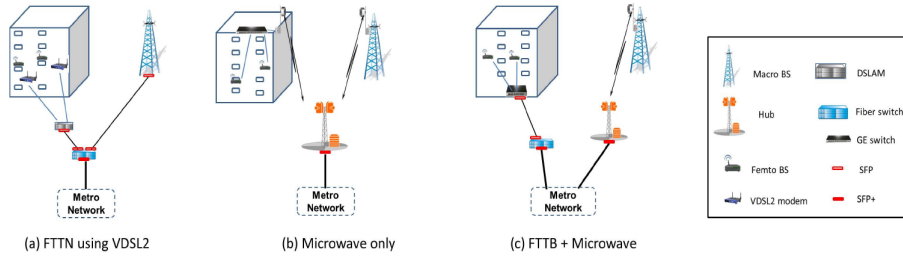 Metro
Network
Metro
Network
Metro
Network
(a) FTTN using VDSL2
(b) Microwave only
(c) FTTB + Microwave
Macro BS
DSLAM
Hub
Fiber switch
GE switch
Femto BS
SFP
VDSL2 modem
SFP+